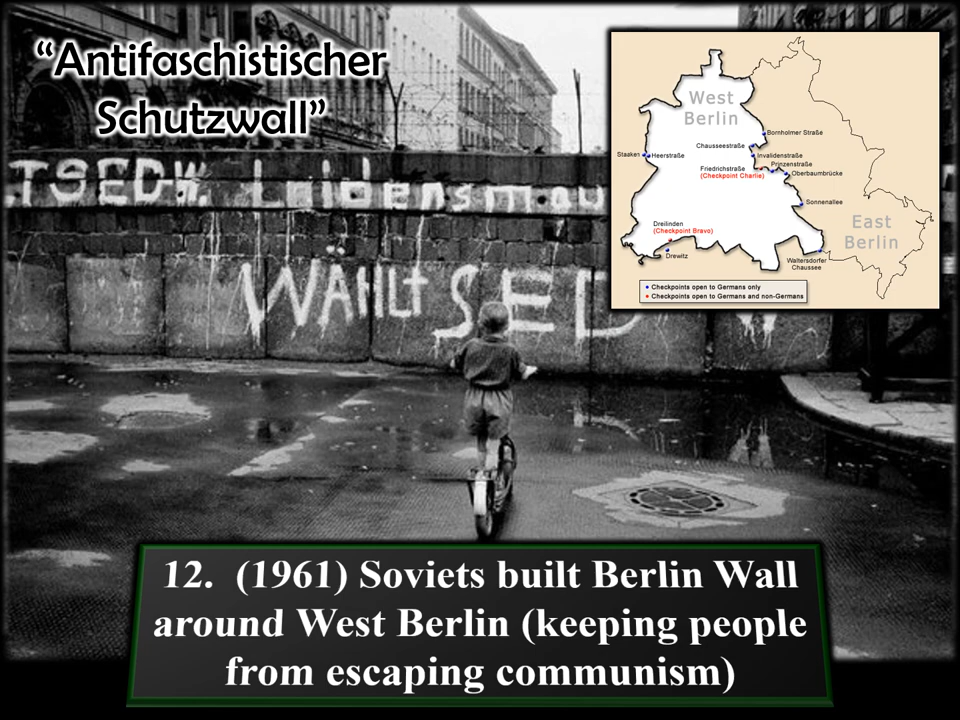 “Antifaschistischer
Schutzwall”
West
Berlin
Bornholmer Straße
Chausseestraße
Invalidenstraße
Staaken
Heerstraße
Prinzenstraße
Friedrichstraße
(Checkpoint Charlie)
Oberbaumbrücke
Sonnenallee
Dreilinden
(Checkpoint Bravo)
East
Berlin
Drewitz
Waltersdorfer
Chaussee
Checkpoints open to Germans only
Checkpoints open to Germans and non-Germans
WÄHLT SED
12. (1961) Soviets built Berlin Wall
around West Berlin (keeping people
from escaping communism)